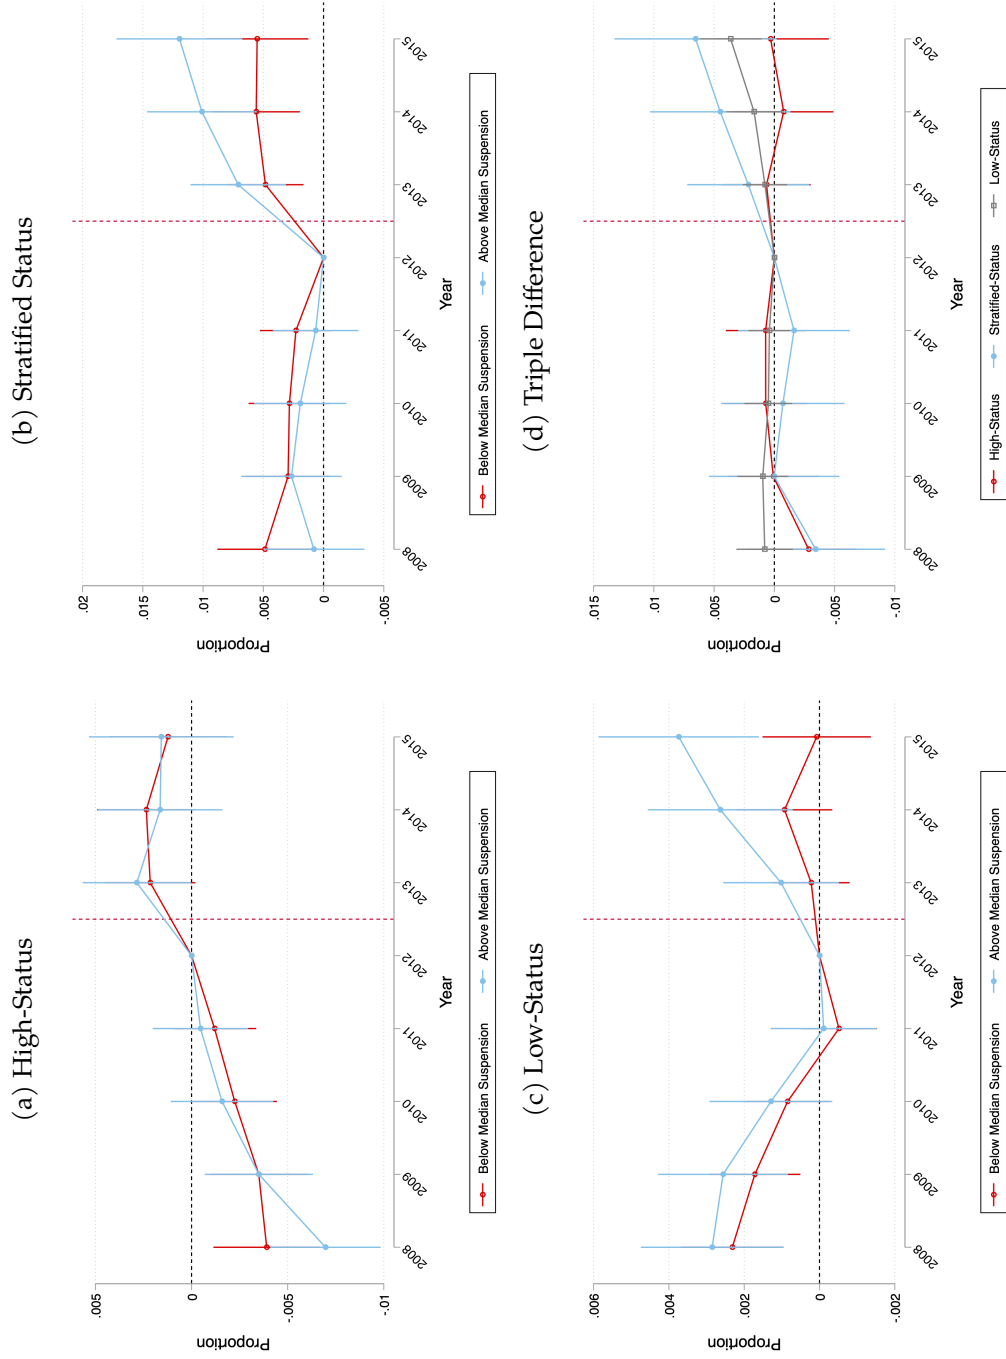 (a) High-Status
Proportion
.005
0
-.005
-.01
2008
2009
2010
2011
2012
2013
2014
2015
Year
Below Median Suspension
Above Median Suspension
(b) Stratified Status
Proportion
.02
.015
.01
.005
0
-.005
2008
2009
2010
2011
2012
2013
2014
2015
Year
Below Median Suspension
Above Median Suspension
(c) Low-Status
Proportion
.006
.004
.002
0
-.002
2008
2009
2010
2011
2012
2013
2014
2015
Year
Below Median Suspension
Above Median Suspension
(d) Triple Difference
Proportion
.015
.01
.005
0
-.005
-.01
2008
2009
2010
2011
2012
2013
2014
2015
Year
High-Status
Stratified-Status
Low-Status